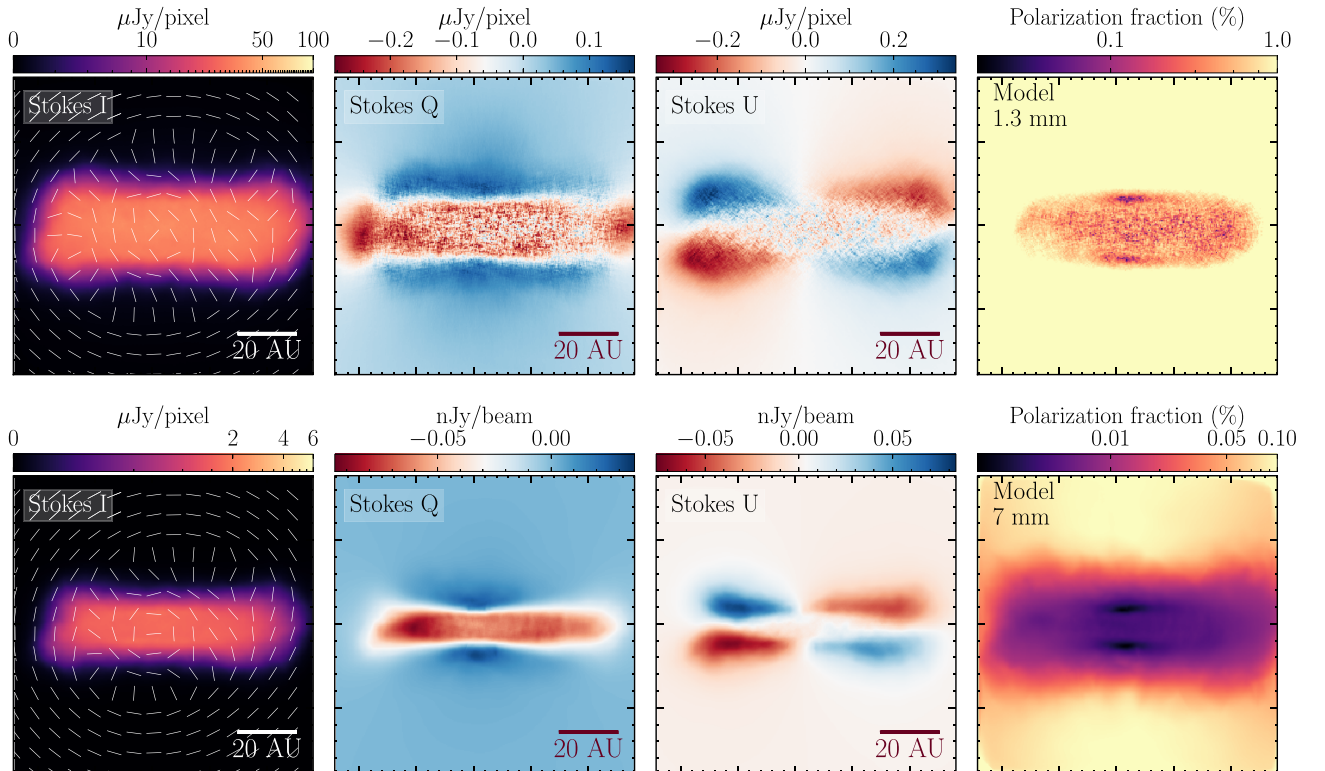 μJy/pixel
0 10 50 100
Stokes I
20 AU
μJy/pixel
−0.2 −0.1 0.0 0.1
Stokes Q
20 AU
μJy/pixel
−0.2 0.0 0.2
Stokes U
20 AU
Polarization fraction (%)
0.1 1.0
Model
1.3 mm
μJy/pixel
0 2 4 6
Stokes I
20 AU
nJy/beam
−0.05 0.00
Stokes Q
20 AU
nJy/beam
−0.05 0.00 0.05
Stokes U
20 AU
Polarization fraction (%)
0.01 0.05 0.10
Model
7 mm